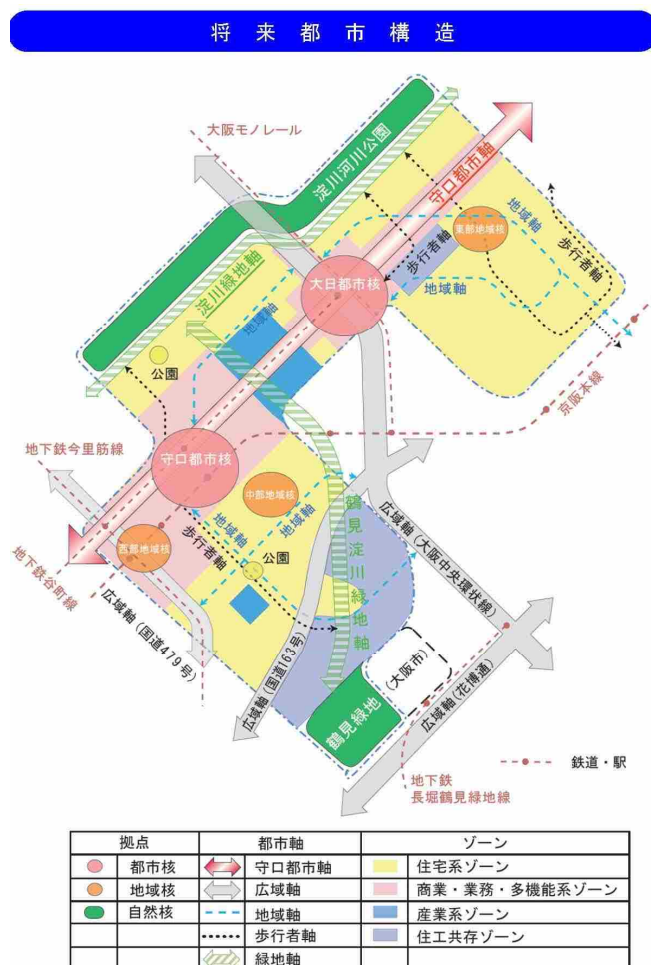 将来都市構造
大阪モノレール
淀川河川公園
守口都市軸
東部地域核
地域軸
歩行者軸
歩行者軸
淀川緑地軸
大日都市核
地域軸
地域軸
公園
京阪本線
地下鉄今里筋線
守口都市核
中部地域核
地域軸
地域軸
鶴見淀川緑地軸
広域軸(大阪中央環状線)
歩行者軸
西部地域核
公園
地下鉄谷町線
広域軸(国道479号)
広域軸(国道163号)
(大阪市)
広域軸(花博通)
鶴見緑地
鉄道・駅
地下鉄
長堀鶴見緑地線
拠点 都市軸 ゾーン
都市核 守口都市軸 住宅系ゾーン
地域核 広域軸 商業・業務・多機能系ゾーン
自然核 地域軸 産業系ゾーン
歩行者軸 住工共存ゾーン
緑地軸